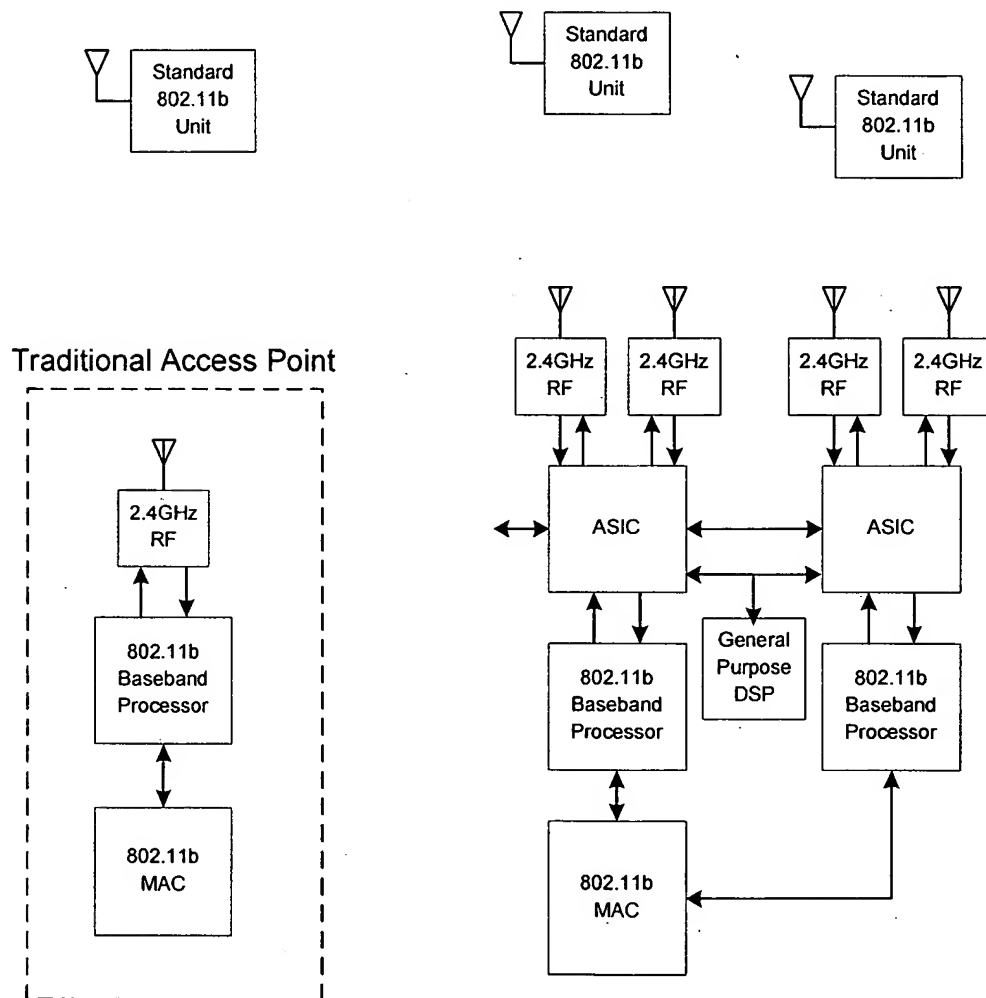 Standard
802.11b
Unit
Standard
802.11b
Unit
Standard
802.11b
Unit
Traditional Access Point
2.4GHz
RF
2.4GHz
RF
2.4GHz
RF
2.4GHz
RF
2.4GHz
RF
ASIC
ASIC
802.11b
Baseband
Processor
802.11b
Baseband
Processor
General
Purpose
DSP
802.11b
Baseband
Processor
802.11b
MAC
802.11b
MAC